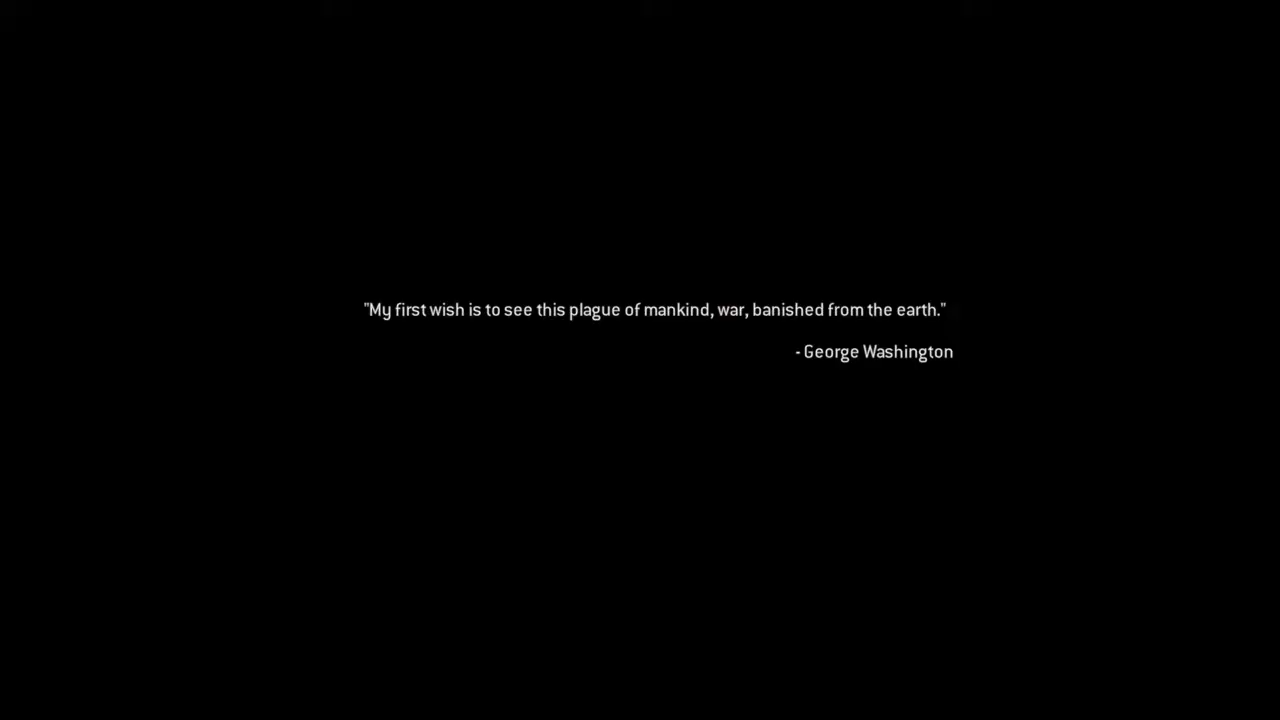 "My first wish is to see this plague of mankind, war, banished from the earth."
- George Washington